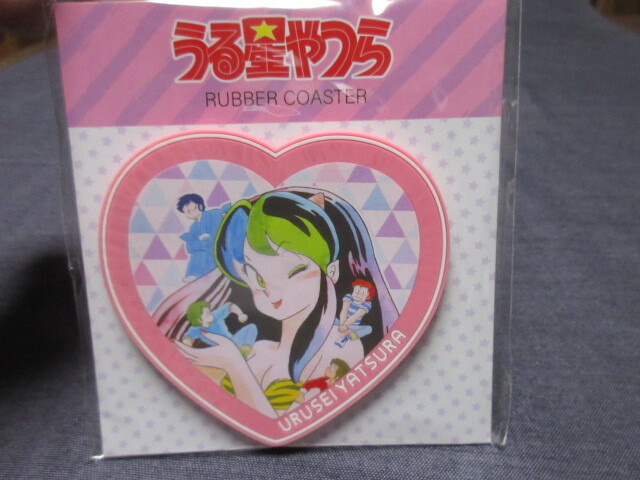 うる星やつら
RUBBER COASTER
URUSEI YATSURA